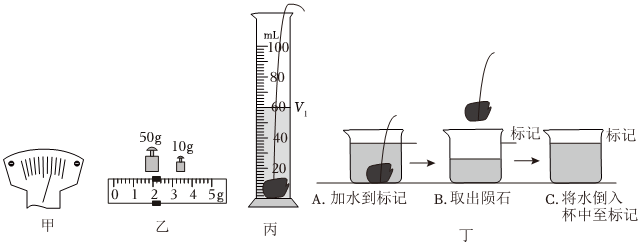 甲
50g
10g
0 1 2 3 4 5g
乙
mL
100
80
60
V₁
40
20
丙
标记
标记
A. 加水到标记
B. 取出陨石
C. 将水倒入
杯中至标记
丁